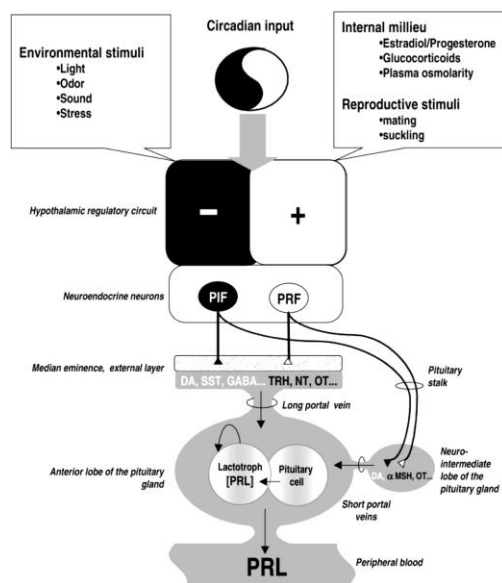 Circadian input
Environmental stimuli
•Light
•Odor
•Sound
•Stress
Internal millieu
•Estradiol/Progesterone
•Glucocorticoids
•Plasma osmolarity
Reproductive stimuli
•mating
•suckling
Hypothalamic regulatory circuit
-
+
Neuroendocrine neurons
PIF
PRF
Median eminence, external layer
DA, SST, GABA... TRH, NT, OT...
Pituitary
stalk
Long portal vein
Anterior lobe of the pituitary
gland
Lactotroph
[PRL]
Pituitary
cell
DA, α MSH, OT...
Neuro-
intermediate
lobe of the
pituitary gland
Short portal
veins
PRL
Peripheral blood